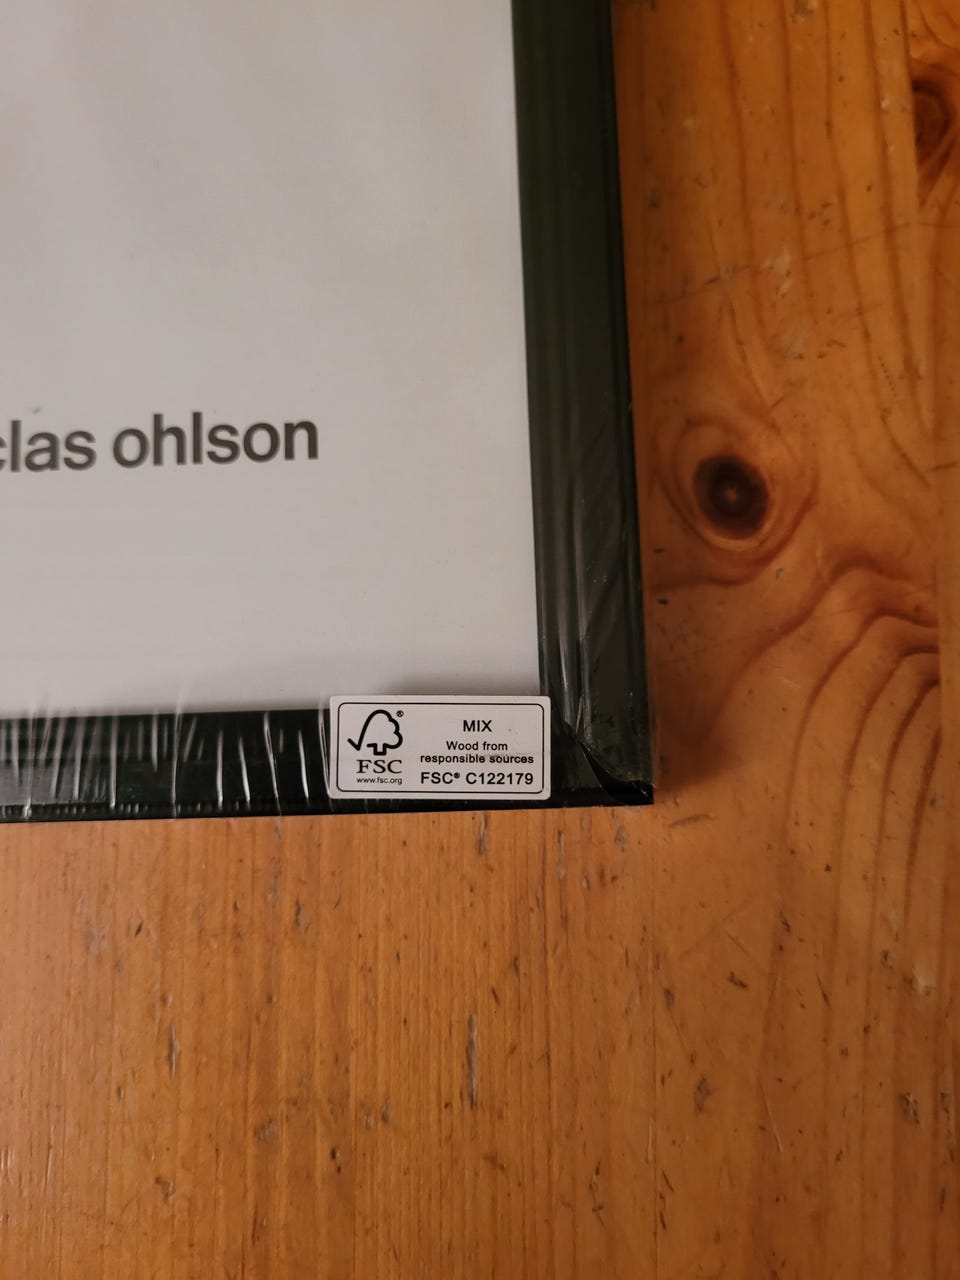 clas ohlson
MIX
Wood from
responsible sources
FSC® C122179
®
FSC
www.fsc.org